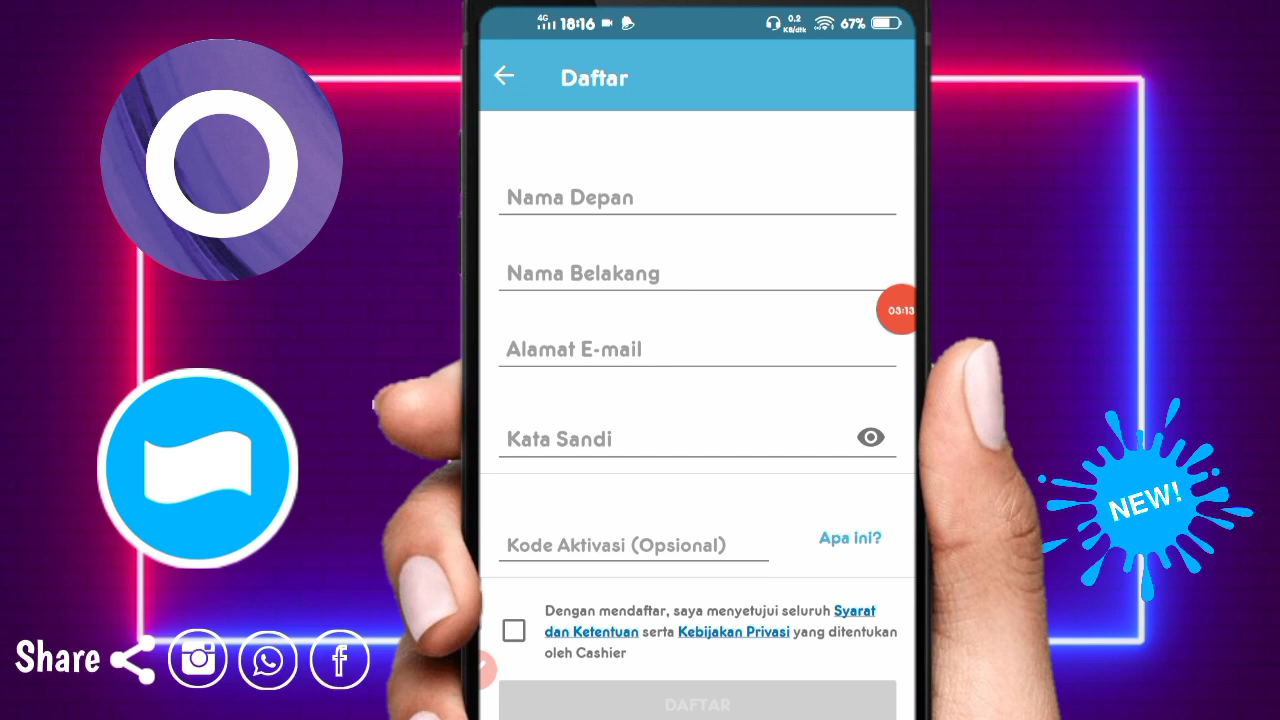 4G 18:16 0.2 KB/dtk 67%
Daftar
Nama Depan
Nama Belakang
03:13
Alamat E-mail
Kata Sandi
NEW!
Kode Aktivasi (Opsional) Apa ini?
Dengan mendaftar, saya menyetujui seluruh Syarat
dan Ketentuan serta Kebijakan Privasi yang ditentukan
oleh Cashier
Share
DAFTAR